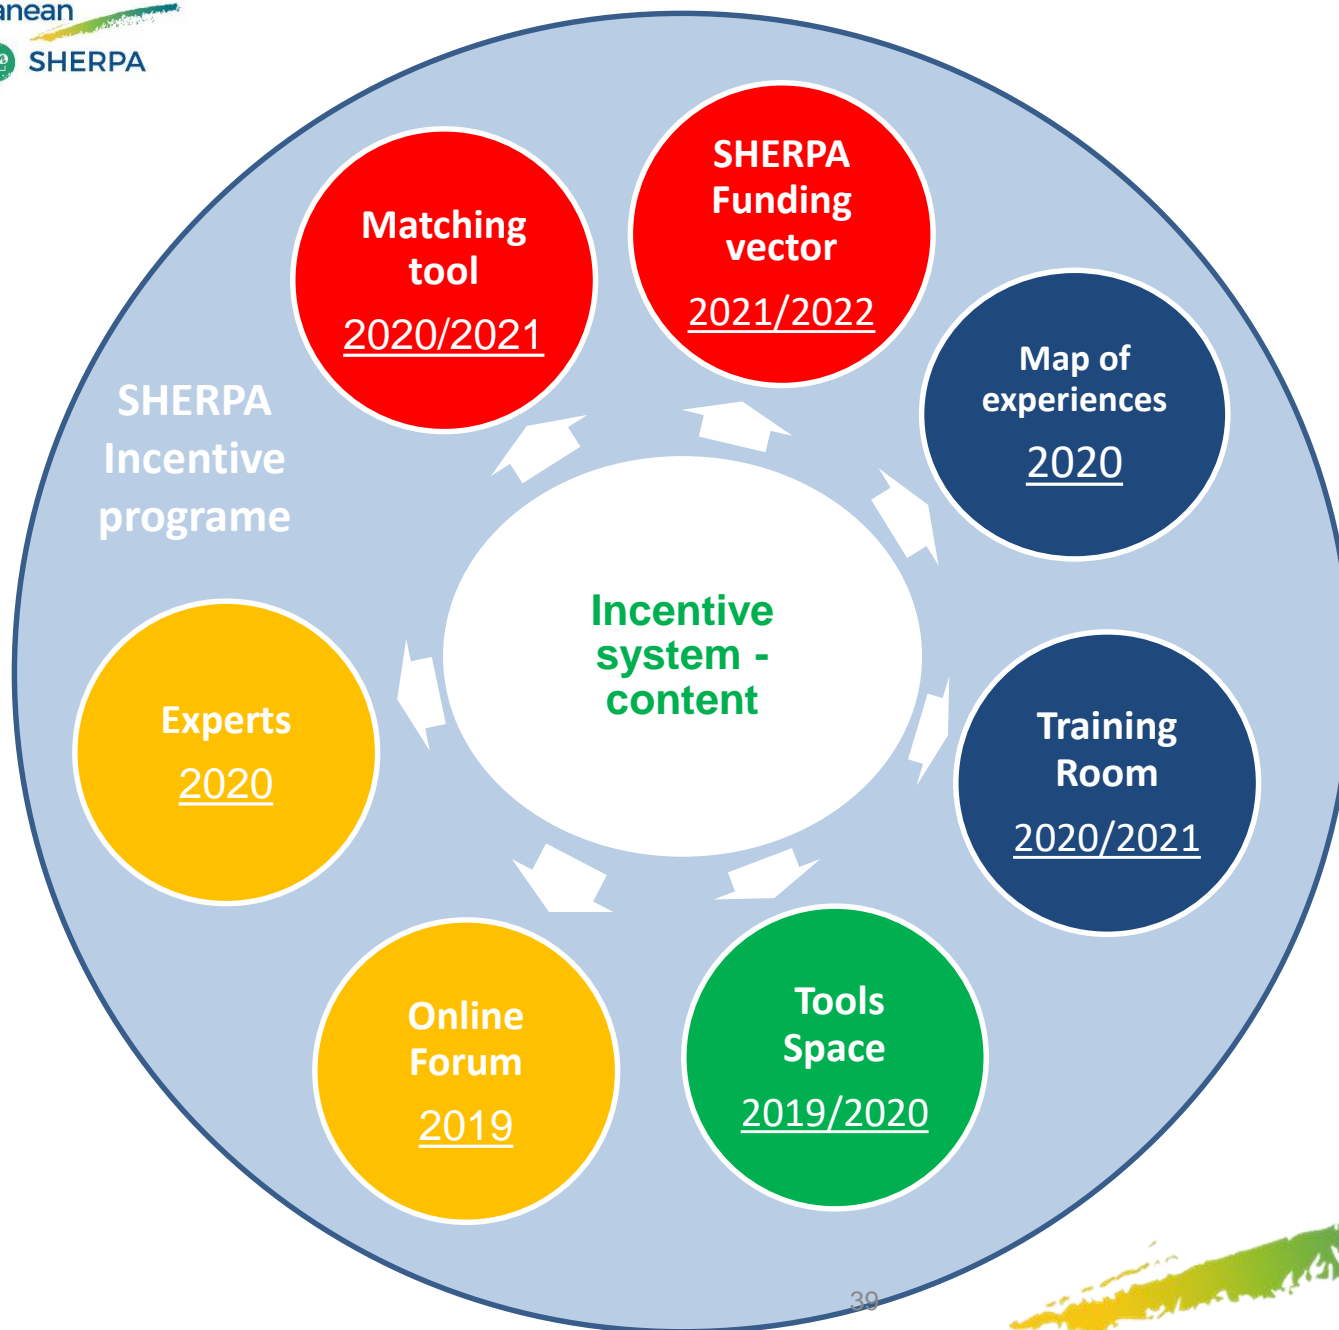 SHERPA
SHERPA
Funding
vector
2021/2022
Matching
tool
2020/2021
Map of
experiences
2020
SHERPA
Incentive
programe
Incentive
system -
content
Experts
2020
Training
Room
2020/2021
Online
Forum
2019
Tools
Space
2019/2020
39